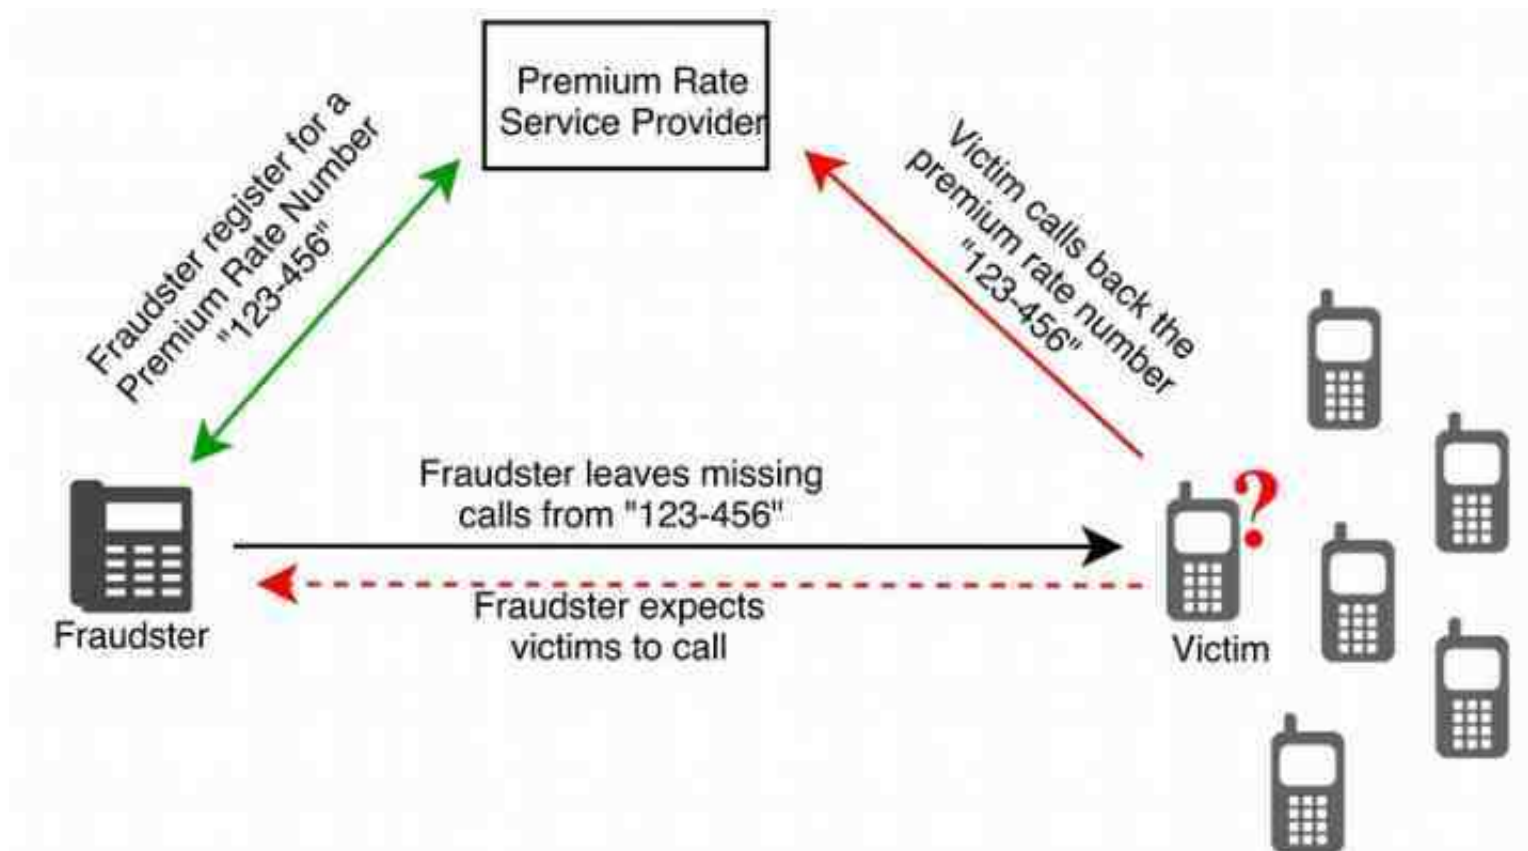 Premium Rate
Service Provider
Fraudster register for a
Premium Rate Number
"123-456"
Victim calls back the
premium rate number
"123-456"
Fraudster leaves missing
calls from "123-456"
Fraudster expects
victims to call
Fraudster
?
Victim